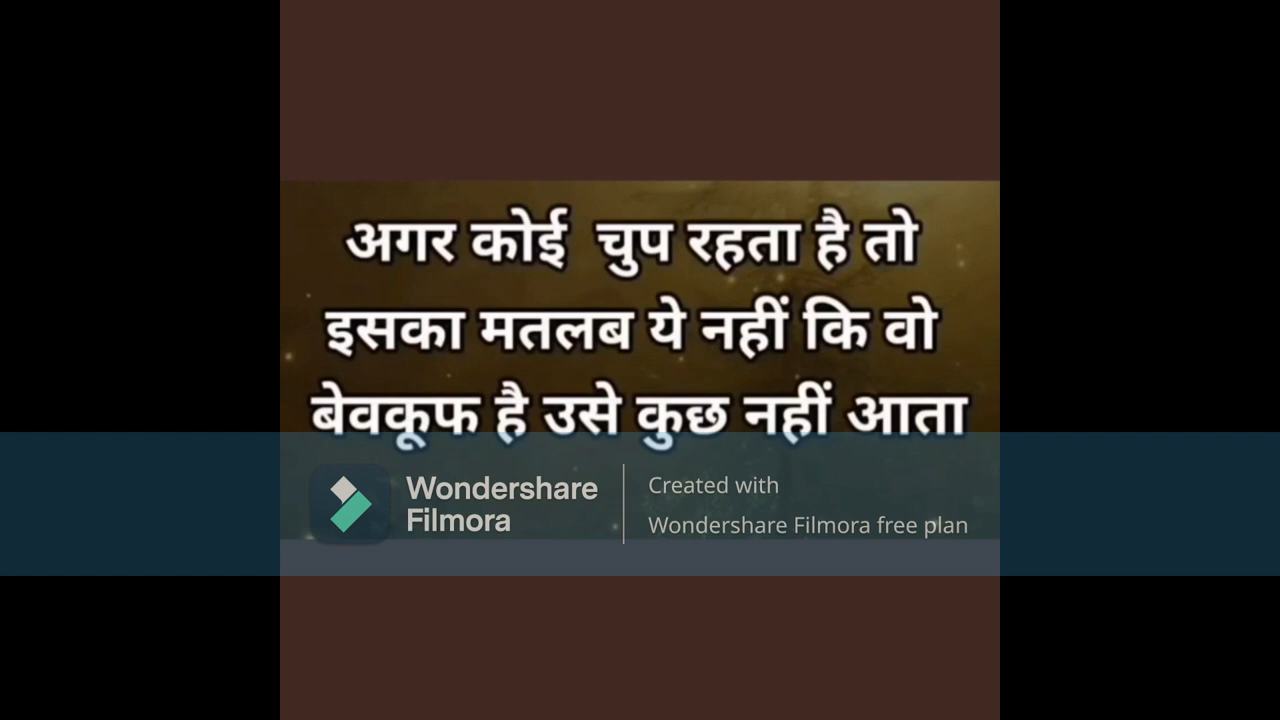 अगर कोई चुप रहता है तो
इसका मतलब ये नहीं कि वो
बेवकूफ है उसे कुछ नहीं आता
Wondershare
Filmora
Created with
Wondershare Filmora free plan